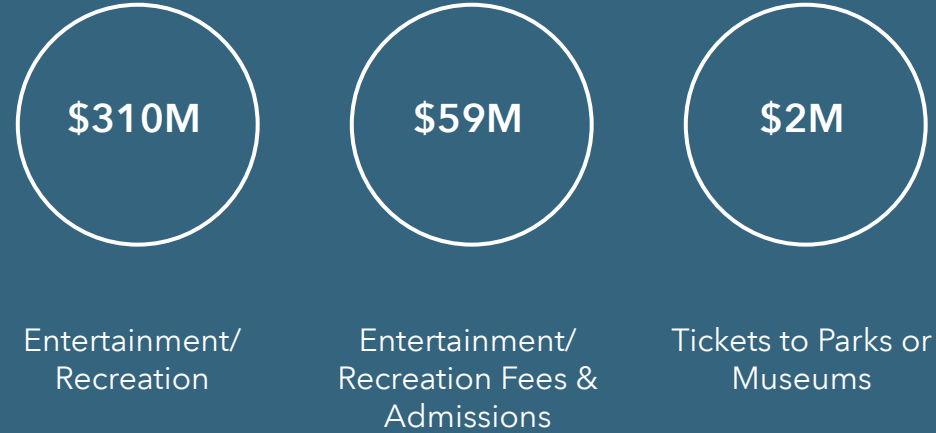 $310M
$59M
$2M
Entertainment/
Recreation
Entertainment/
Recreation Fees &
Admissions
Tickets to Parks or
Museums